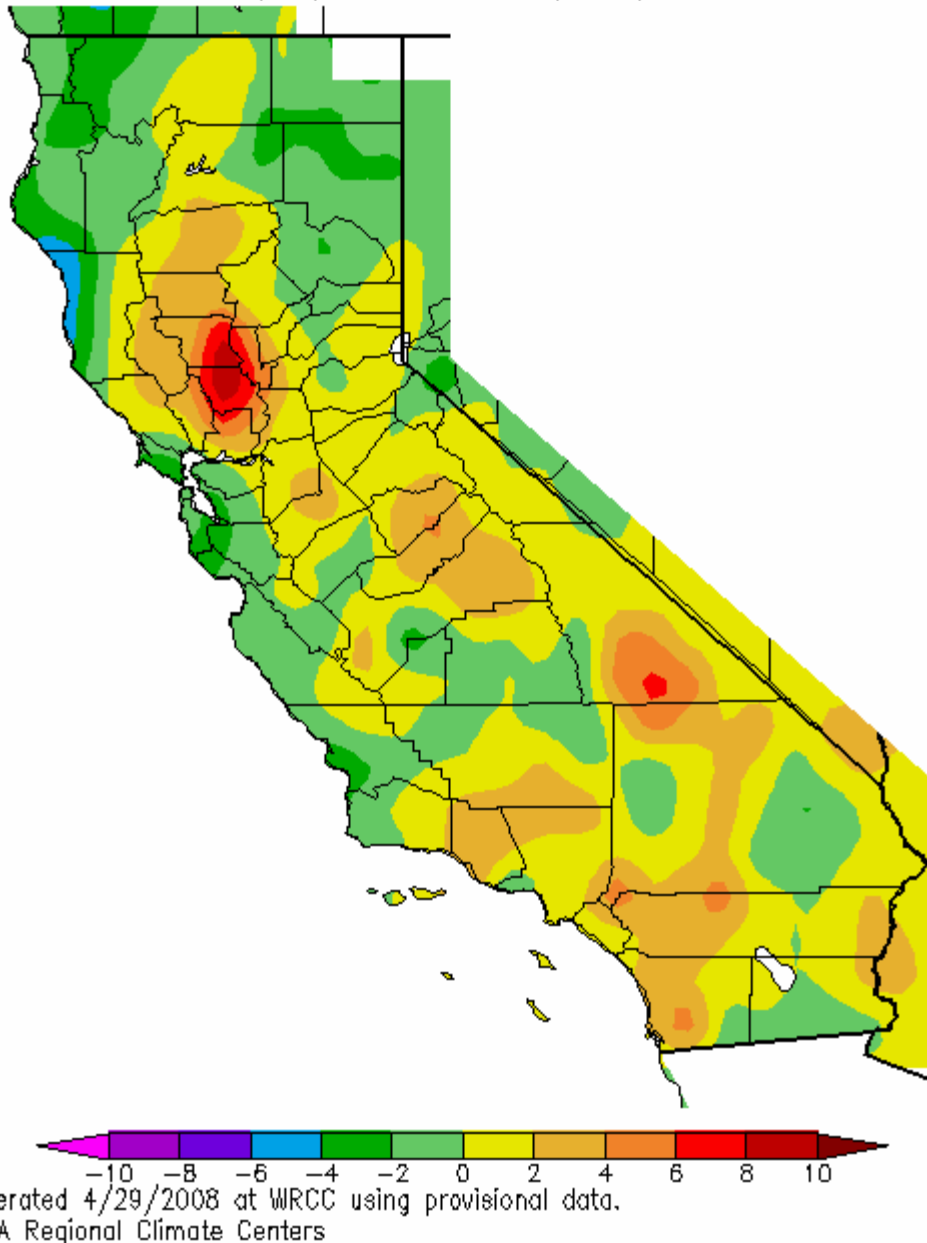 -10 -8 -6 -4 -2 0 2 4 6 8 10
erated 4/29/2008 at WRCC using provisional data.
A Regional Climate Centers